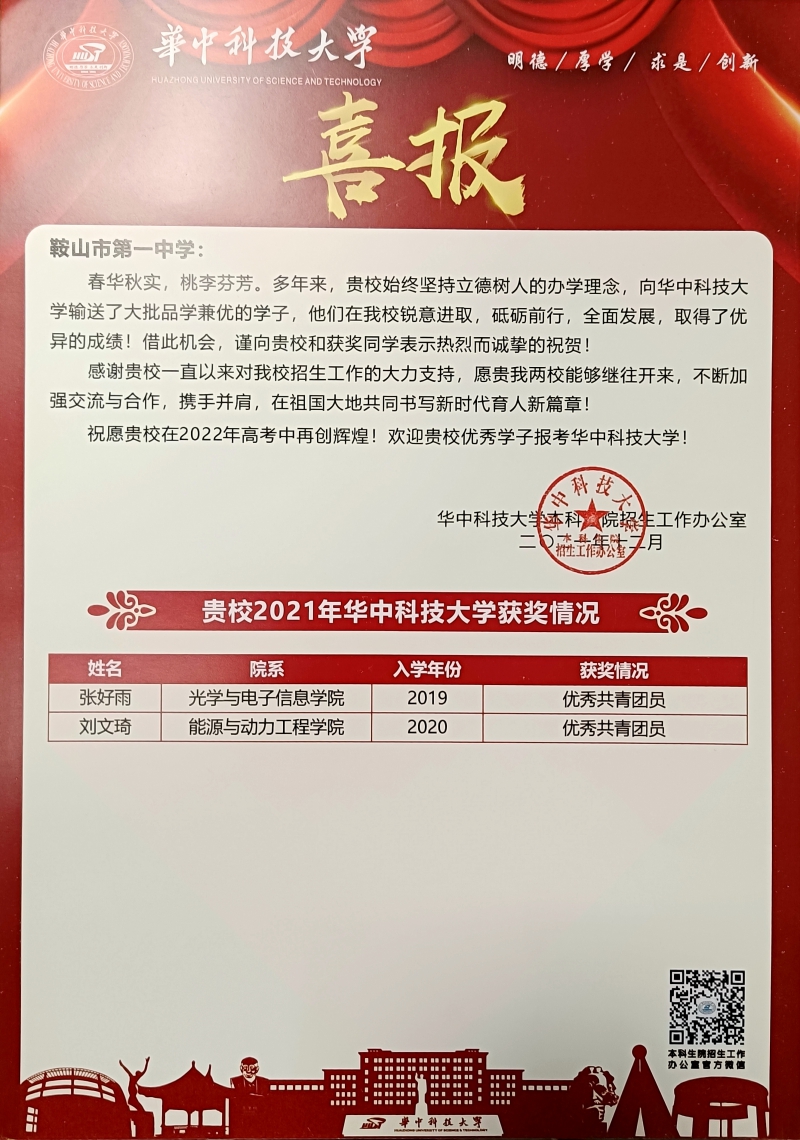 華中科技大学
HUAZHONG UNIVERSITY OF SCIENCE AND TECHNOLOGY
明德/厚学/求是/创新
喜报
鞍山市第一中学：
春华秋实，桃李芬芳。多年来，贵校始终坚持立德树人的办学理念，向华中科技大
学输送了大批品学兼优的学子，他们在我校锐意进取，砥砺前行，全面发展，取得了优
异的成绩！借此机会，谨向贵校和获奖同学表示热烈而诚挚的祝贺！
感谢贵校一直以来对我校招生工作的大力支持，愿贵我两校能够继往开来，不断加
强交流与合作，携手并肩，在祖国大地共同书写新时代育人新篇章！
祝愿贵校在2022年高考中再创辉煌！欢迎贵校优秀学子报考华中科技大学！
华中科技大学本科生院招生工作办公室
二〇二一年十二月
华中科技大学
本科生院
招生工作办公室
贵校2021年华中科技大学获奖情况
姓名 院系 入学年份 获奖情况
张好雨 光学与电子信息学院 2019 优秀共青团员
刘文琦 能源与动力工程学院 2020 优秀共青团员
本科生院招生工作
办公室官方微信
華中科技大学
HUAZHONG UNIVERSITY OF SCIENCE & TECHNOLOGY